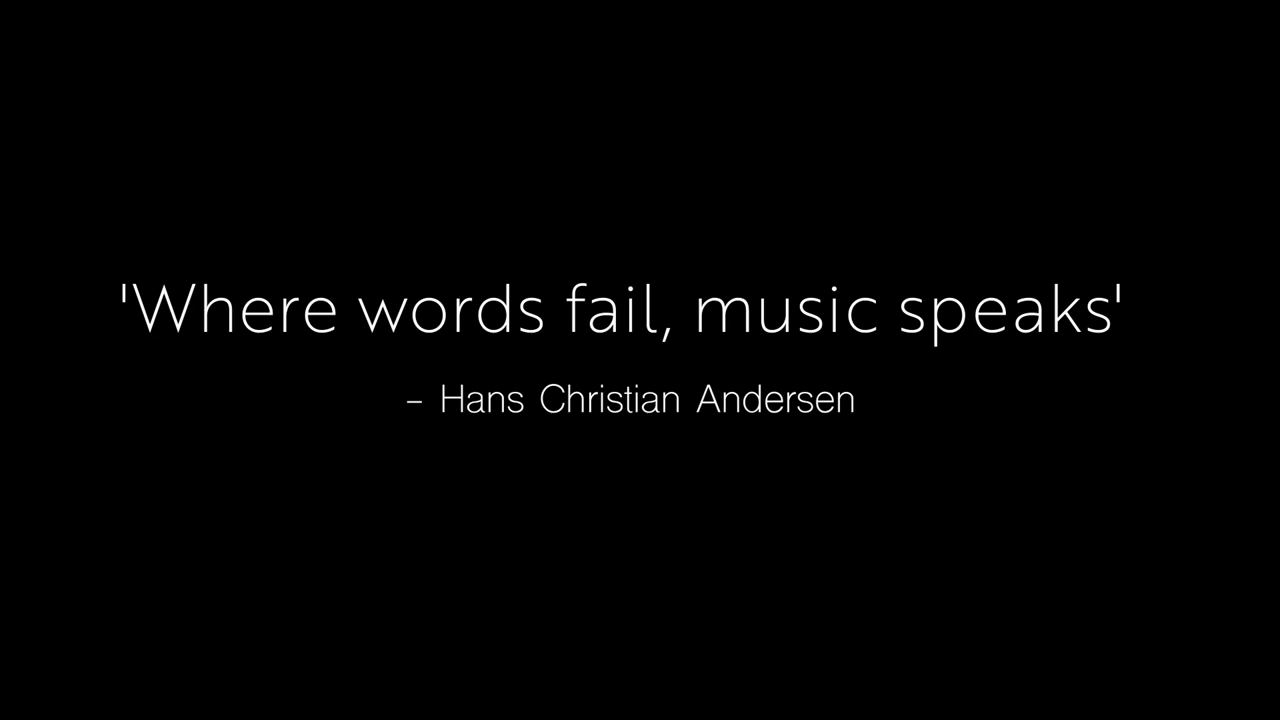 'Where words fail, music speaks'
– Hans Christian Andersen